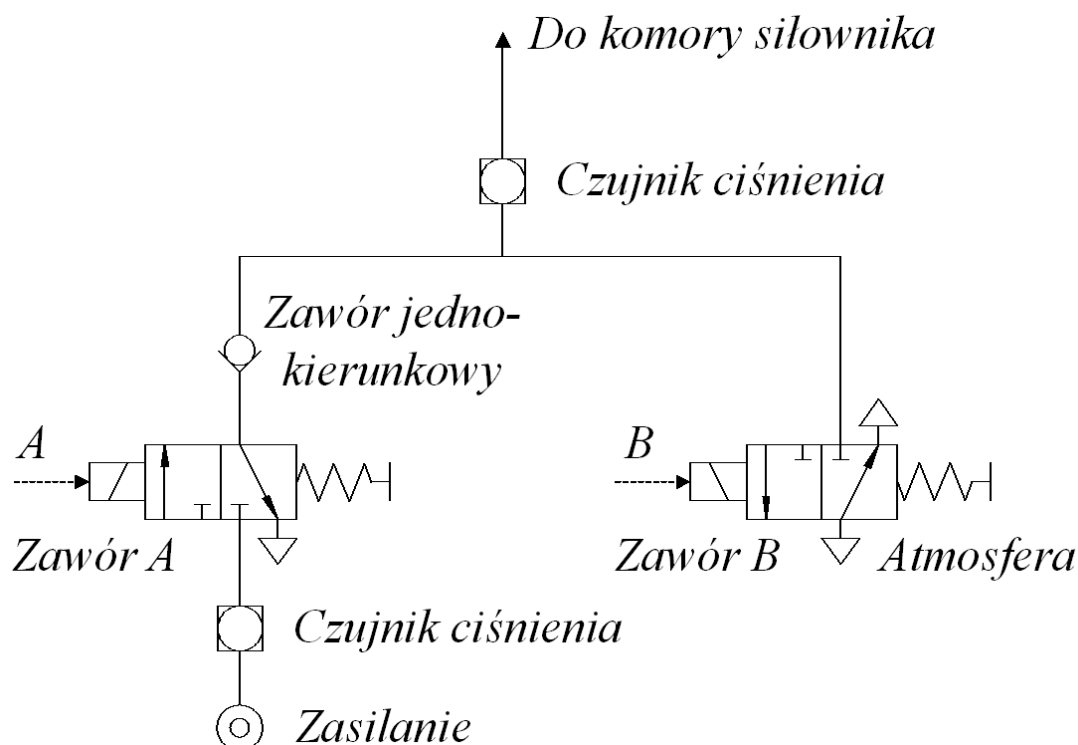 Do komory siłownika
Czujnik ciśnienia
Zawór jedno-
kierunkowy
A
B
Zawór A
Zawór B
Atmosfera
Czujnik ciśnienia
Zasilanie